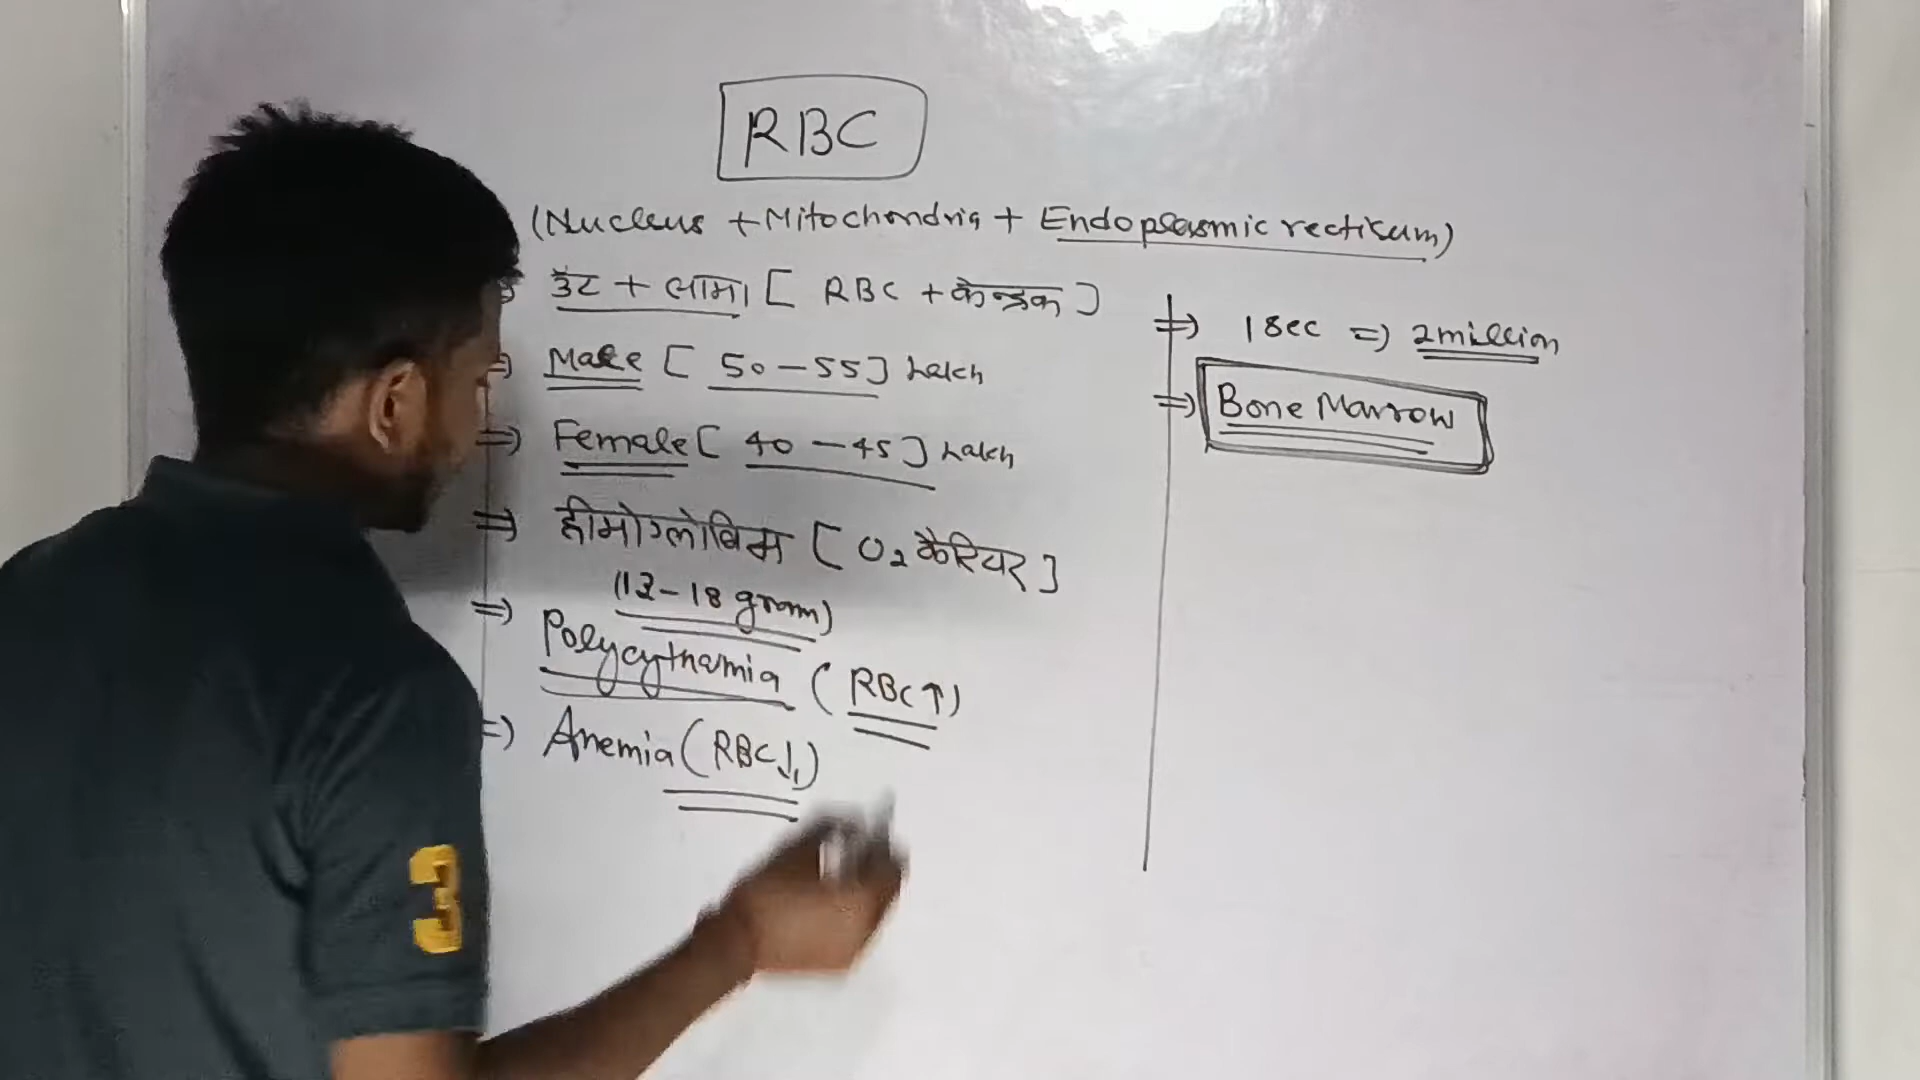 RBC
(Nucleus + Mitochondria + Endoplasmic recticum)
ऊँट + लामा [ RBC + केन्द्रक ]
⇒ Male [ 50 – 55 ] Lakh
⇒ Female [ 40 – 45 ] Lakh
⇒ हीमोग्लोबिम [ O2 कैरियर ]
(12 – 18 gram)
⇒ Polycythemia ( RBC ↑ )
⇒ Anemia ( RBC ↓ )
⇒ 1 Sec ⇒ 2 million
⇒ Bone Marrow
3